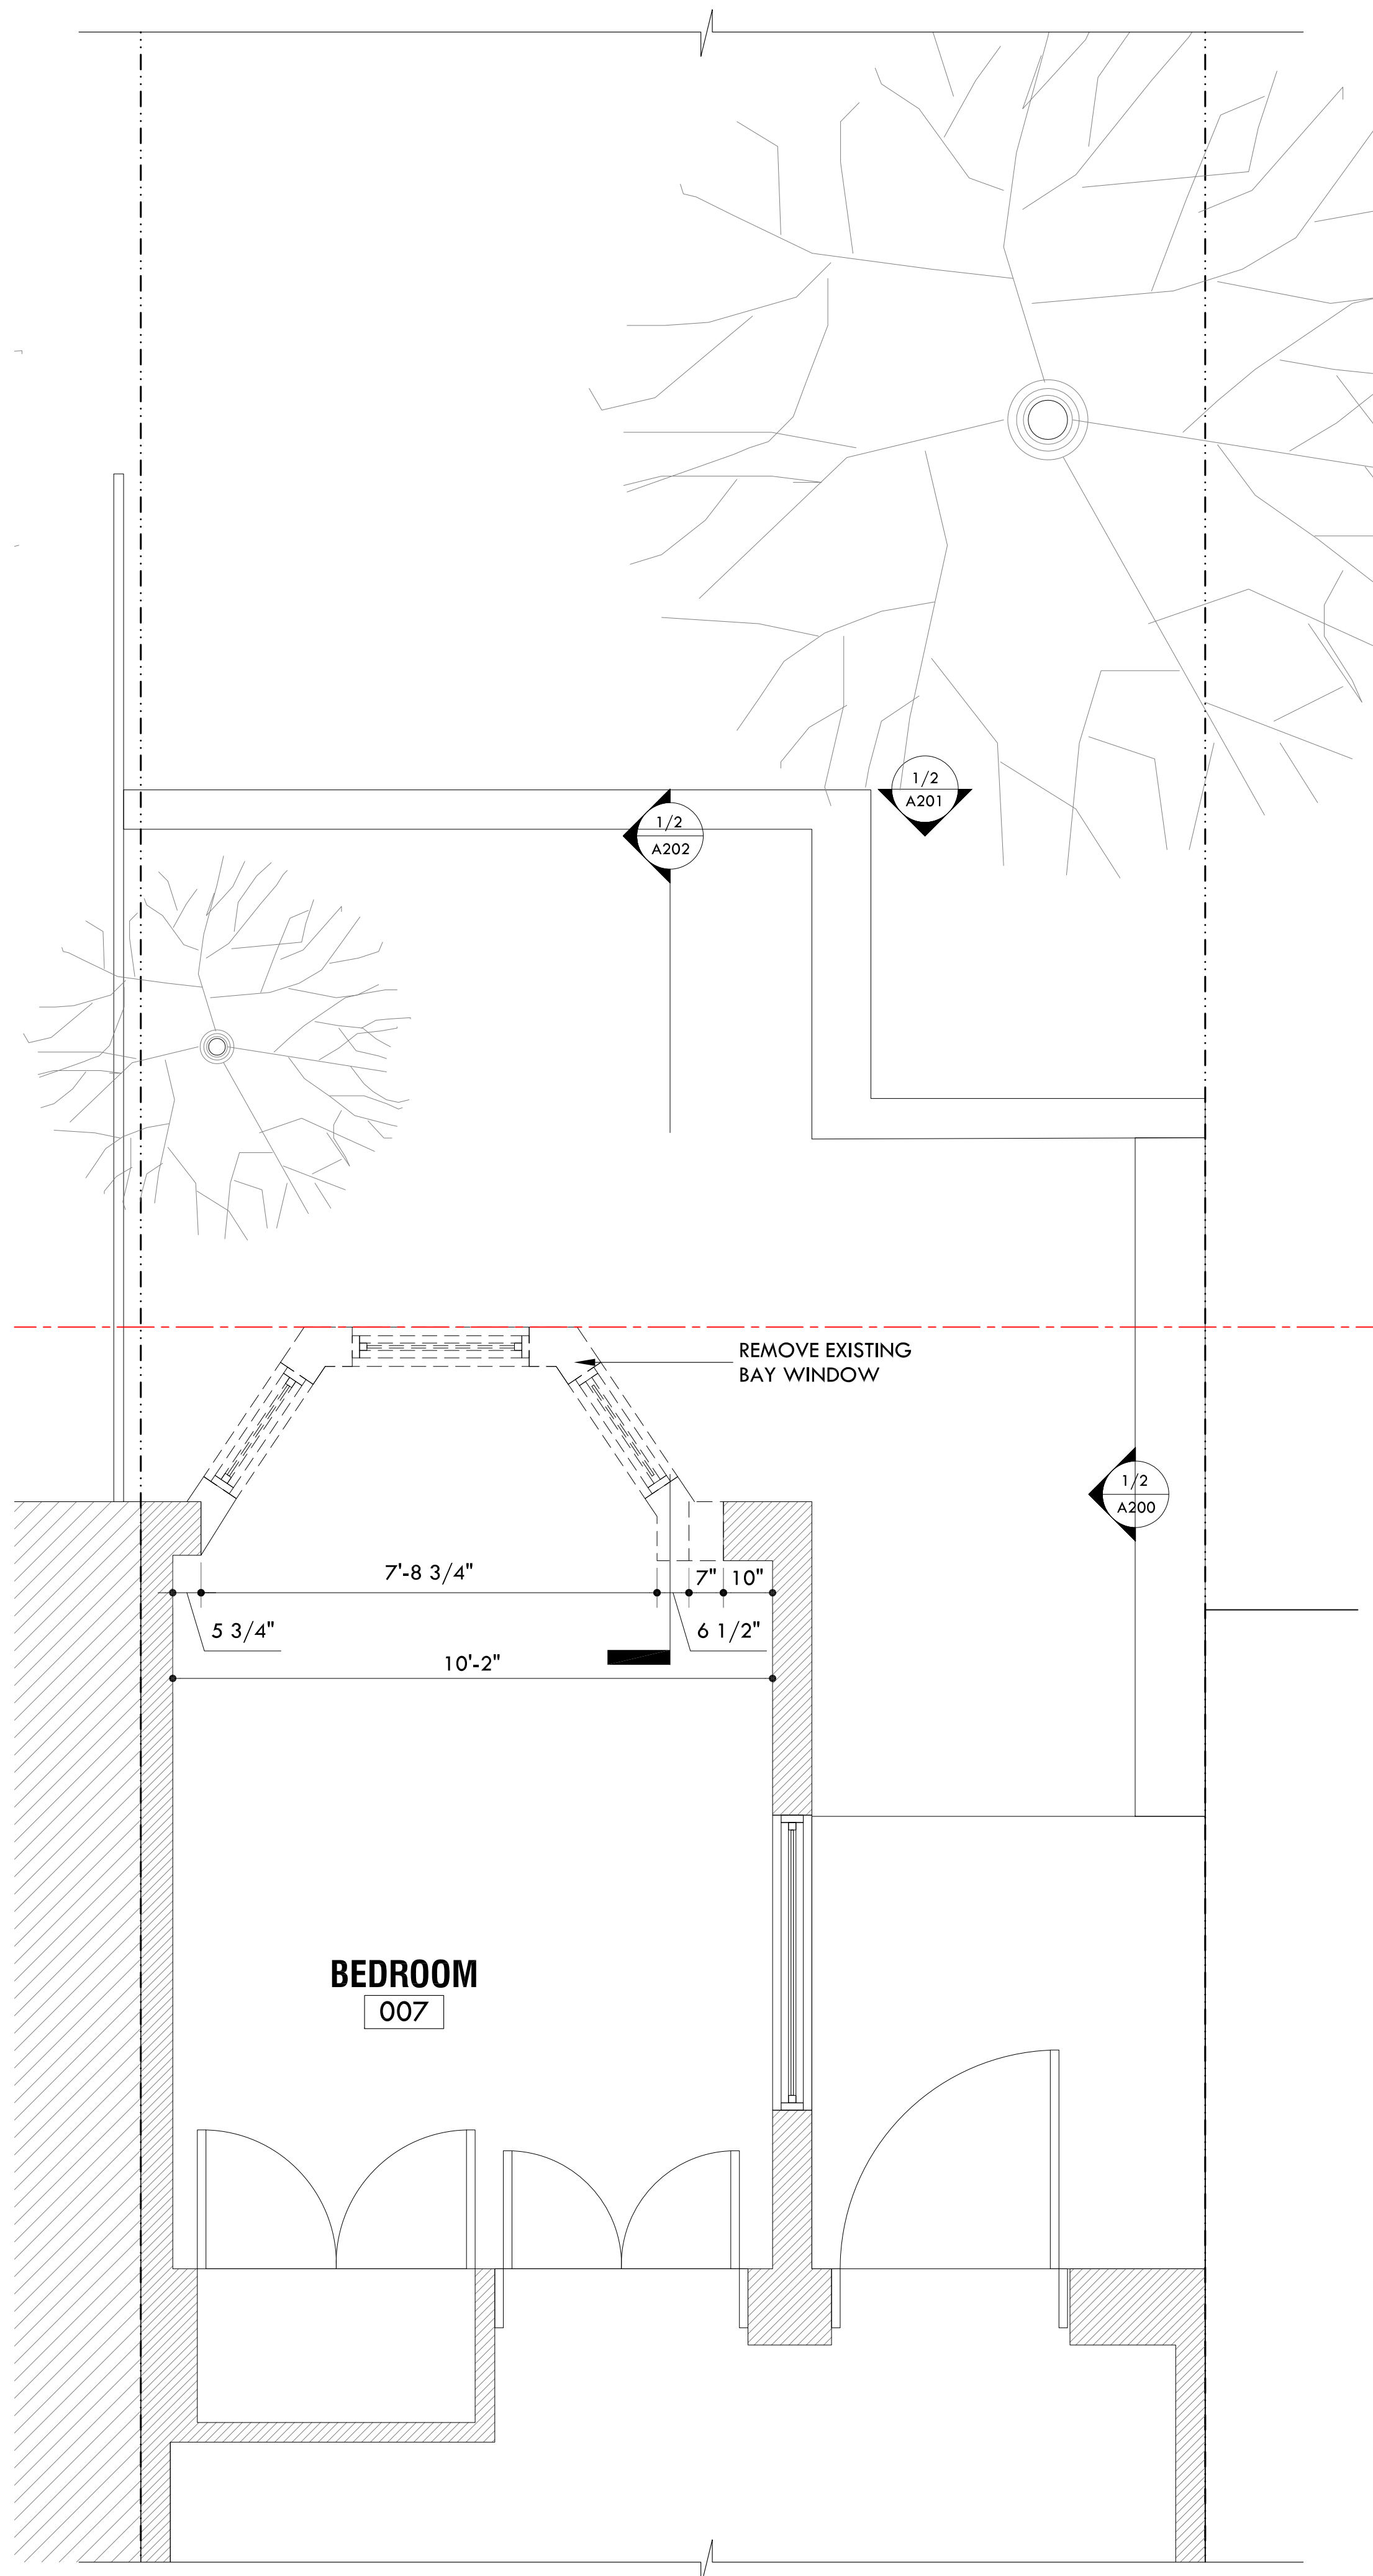 1/2
A201
1/2
A202
REMOVE EXISTING
BAY WINDOW
1/2
A200
7'-8 3/4"
7"
10"
5 3/4"
6 1/2"
10'-2"
BEDROOM
007